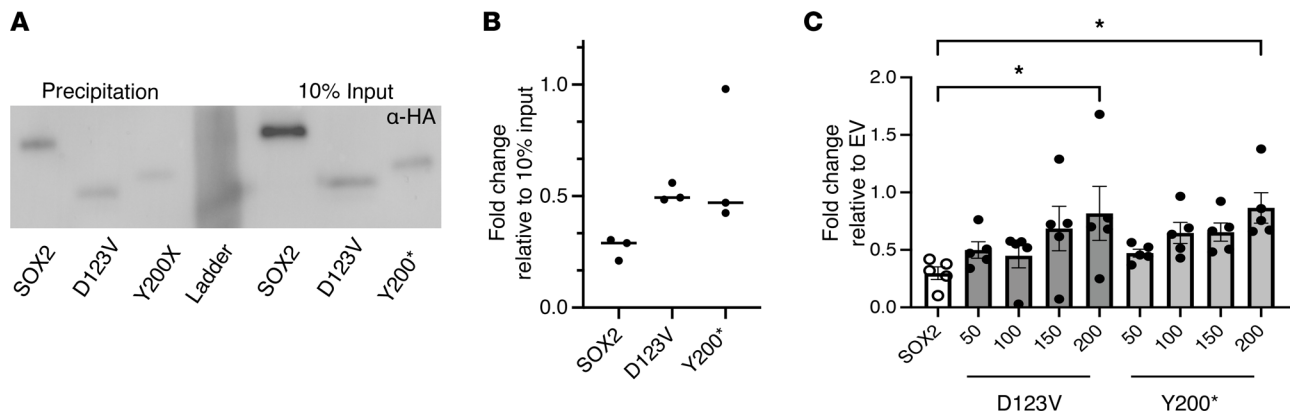 A
Precipitation
10% Input
α-HA
SOX2
D123V
Y200X
Ladder
SOX2
D123V
Y200*
B
Fold change
relative to 10% input
1.0
0.5
0.0
SOX2
D123V
Y200*
C
Fold change
relative to EV
2.0
1.5
1.0
0.5
0.0
*
*
SOX2
50
100
150
200
50
100
150
200
D123V
Y200*